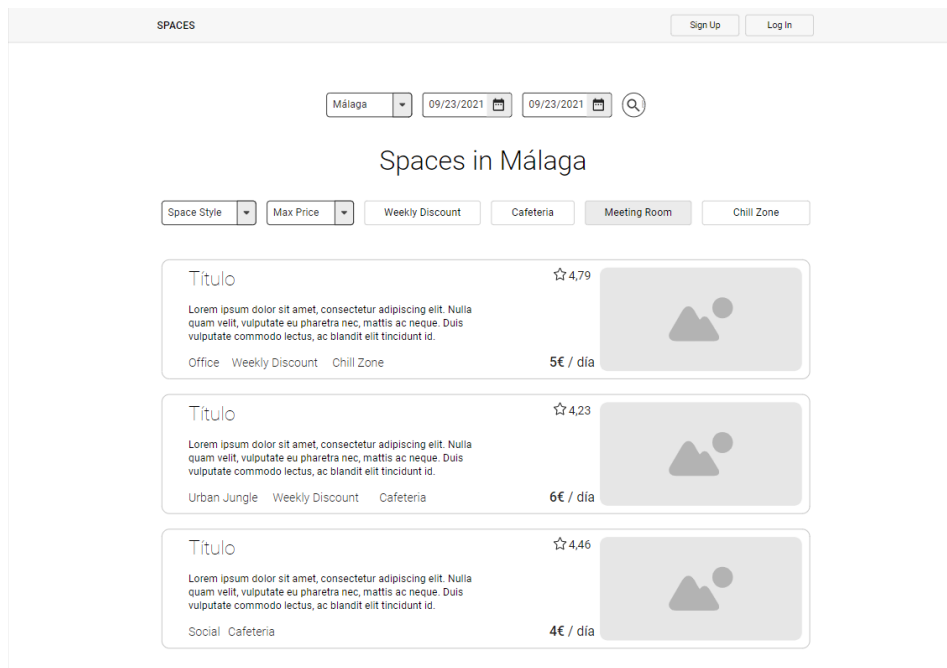 SPACES Sign Up Log In
Málaga 09/23/2021 09/23/2021
Spaces in Málaga
Space Style Max Price Weekly Discount Cafeteria Meeting Room Chill Zone
Título 4,79
Lorem ipsum dolor sit amet, consectetur adipiscing elit. Nulla
quam velit, vulputate eu pharetra nec, mattis ac neque. Duis
vulputate commodo lectus, ac blandit elit tincidunt id.
Office Weekly Discount Chill Zone 5€ / día
Título 4,23
Lorem ipsum dolor sit amet, consectetur adipiscing elit. Nulla
quam velit, vulputate eu pharetra nec, mattis ac neque. Duis
vulputate commodo lectus, ac blandit elit tincidunt id.
Urban Jungle Weekly Discount Cafeteria 6€ / día
Título 4,46
Lorem ipsum dolor sit amet, consectetur adipiscing elit. Nulla
quam velit, vulputate eu pharetra nec, mattis ac neque. Duis
vulputate commodo lectus, ac blandit elit tincidunt id.
Social Cafeteria 4€ / día